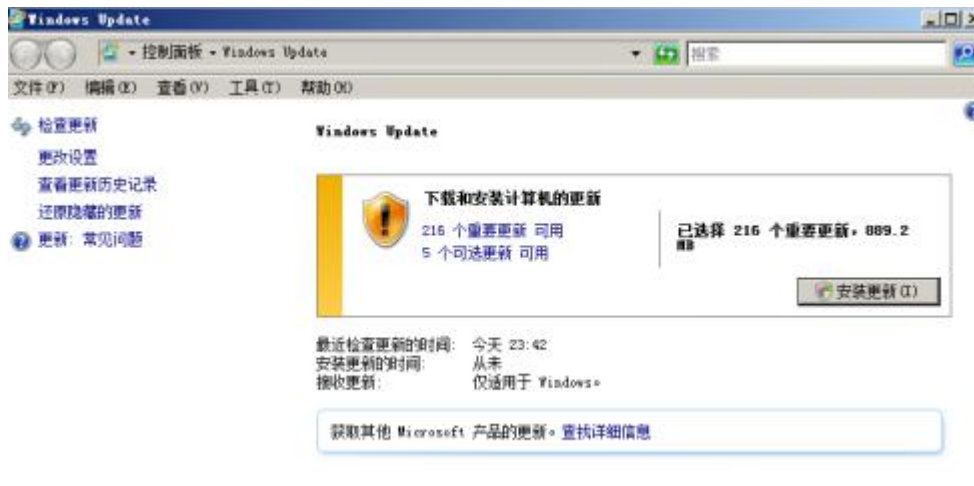 Windows Update
控制面板 Windows Update
搜索
文件(F) 编辑(E) 查看(V) 工具(T) 帮助(H)
检查更新
更改设置
查看更新历史记录
还原隐藏的更新
更新: 常见问题
Windows Update
下载和安装计算机的更新
216 个重要更新 可用
5 个可选更新 可用
已选择 216 个重要更新，889.2
MB
安装更新(I)
最近检查更新的时间: 今天 23:42
安装更新的时间: 从未
接收更新: 仅适用于 Windows。
获取其他 Microsoft 产品的更新。查找详细信息